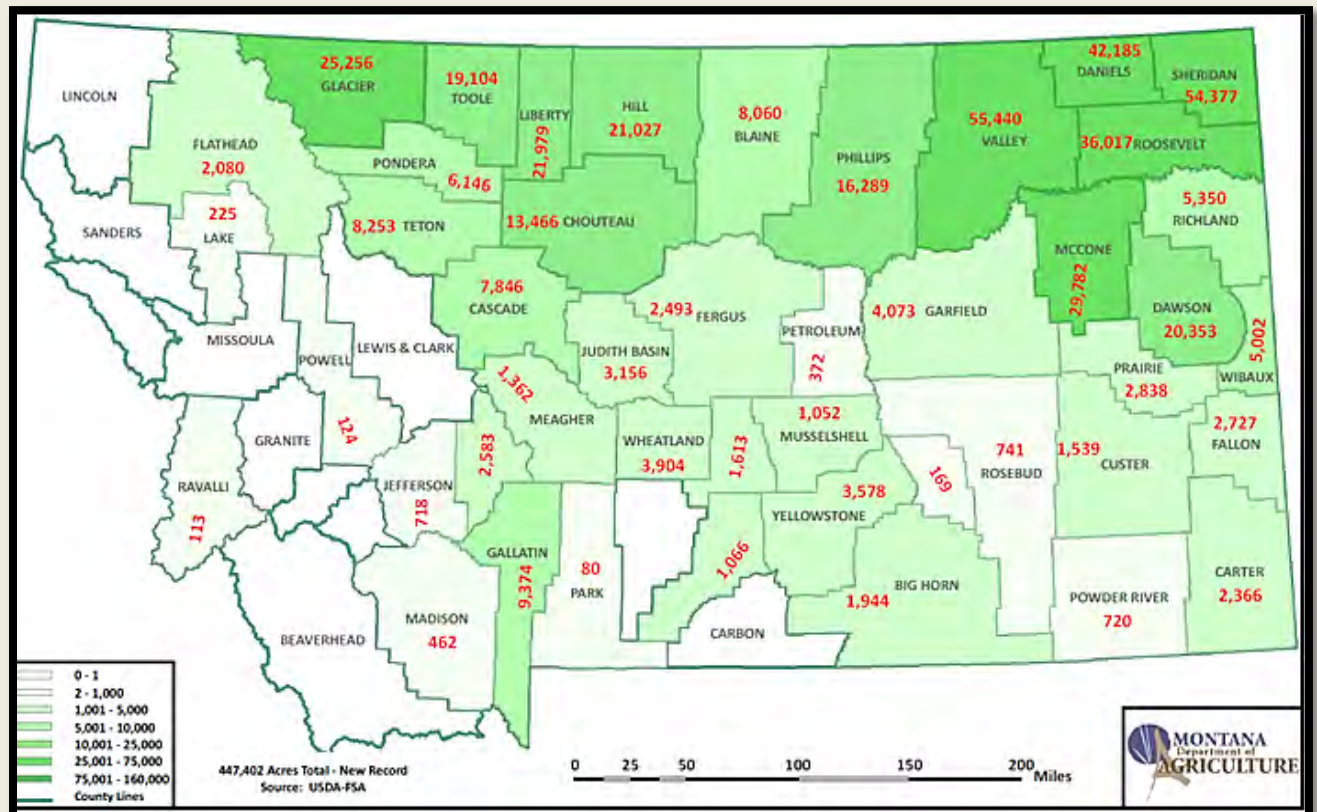 25,256
GLACIER
19,104
TOOLE
LIBERTY
21,979
HILL
21,027
8,060
BLAINE
PHILLIPS
16,289
55,440
VALLEY
42,185
DANIELS
SHERIDAN
54,377
36,017 ROOSEVELT
LINCOLN
FLATHEAD
2,080
PONDERA
6,146
8,253 TETON
13,466 CHOUTEAU
5,350
RICHLAND
SANDERS
225
LAKE
MCCONE
29,782
DAWSON
20,353
7,846
CASCADE
2,493
FERGUS
PETROLEUM
372
4,073 GARFIELD
5,002
WIBAUX
MISSOULA
POWELL
124
LEWIS & CLARK
JUDITH BASIN
3,156
PRAIRIE
2,838
1,362
MEAGHER
GRANITE
2,583
WHEATLAND
3,904
1,613
1,052
MUSSELSHELL
169
741
ROSEBUD
1,539
CUSTER
2,727
FALLON
RAVALLI
113
JEFFERSON
718
3,578
YELLOWSTONE
GALLATIN
9,374
80
PARK
1,066
1,944
BIG HORN
POWDER RIVER
720
CARTER
2,366
BEAVERHEAD
MADISON
462
CARBON
0 - 1
2 - 1,000
1,001 - 5,000
5,001 - 10,000
10,001 - 25,000
25,001 - 75,000
75,001 - 160,000
County Lines
447,402 Acres Total - New Record
Source: USDA-FSA
0 25 50 100 150 200
Miles
MONTANA
Department of
AGRICULTURE